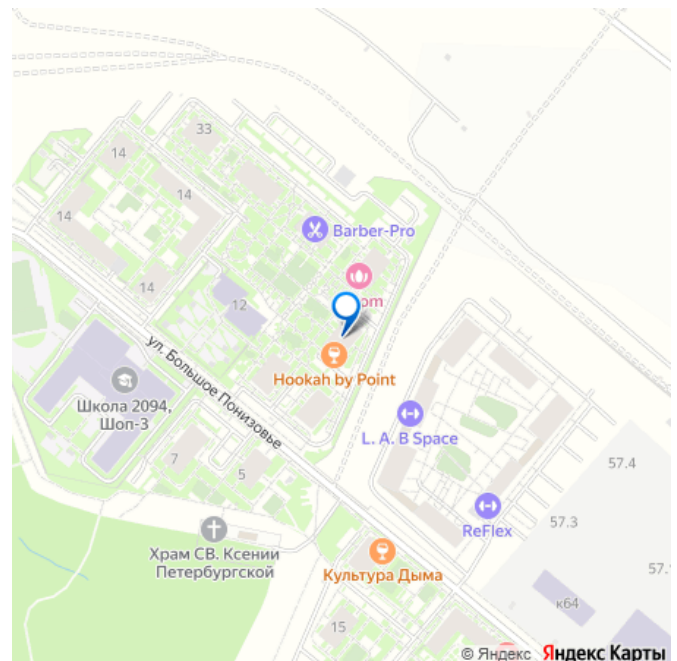 33
14
14
14
Barber-Pro
14
12
ул. Большое Понизовье
Hookah by Point
Школа 2094,
Шоп-3
L. A. B Space
7
5
57.4
ReFlex
57.3
Храм СВ. Ксении
Петербургской
Культура Дыма
57.
к64
15
© Яндекс Яндекс Карты